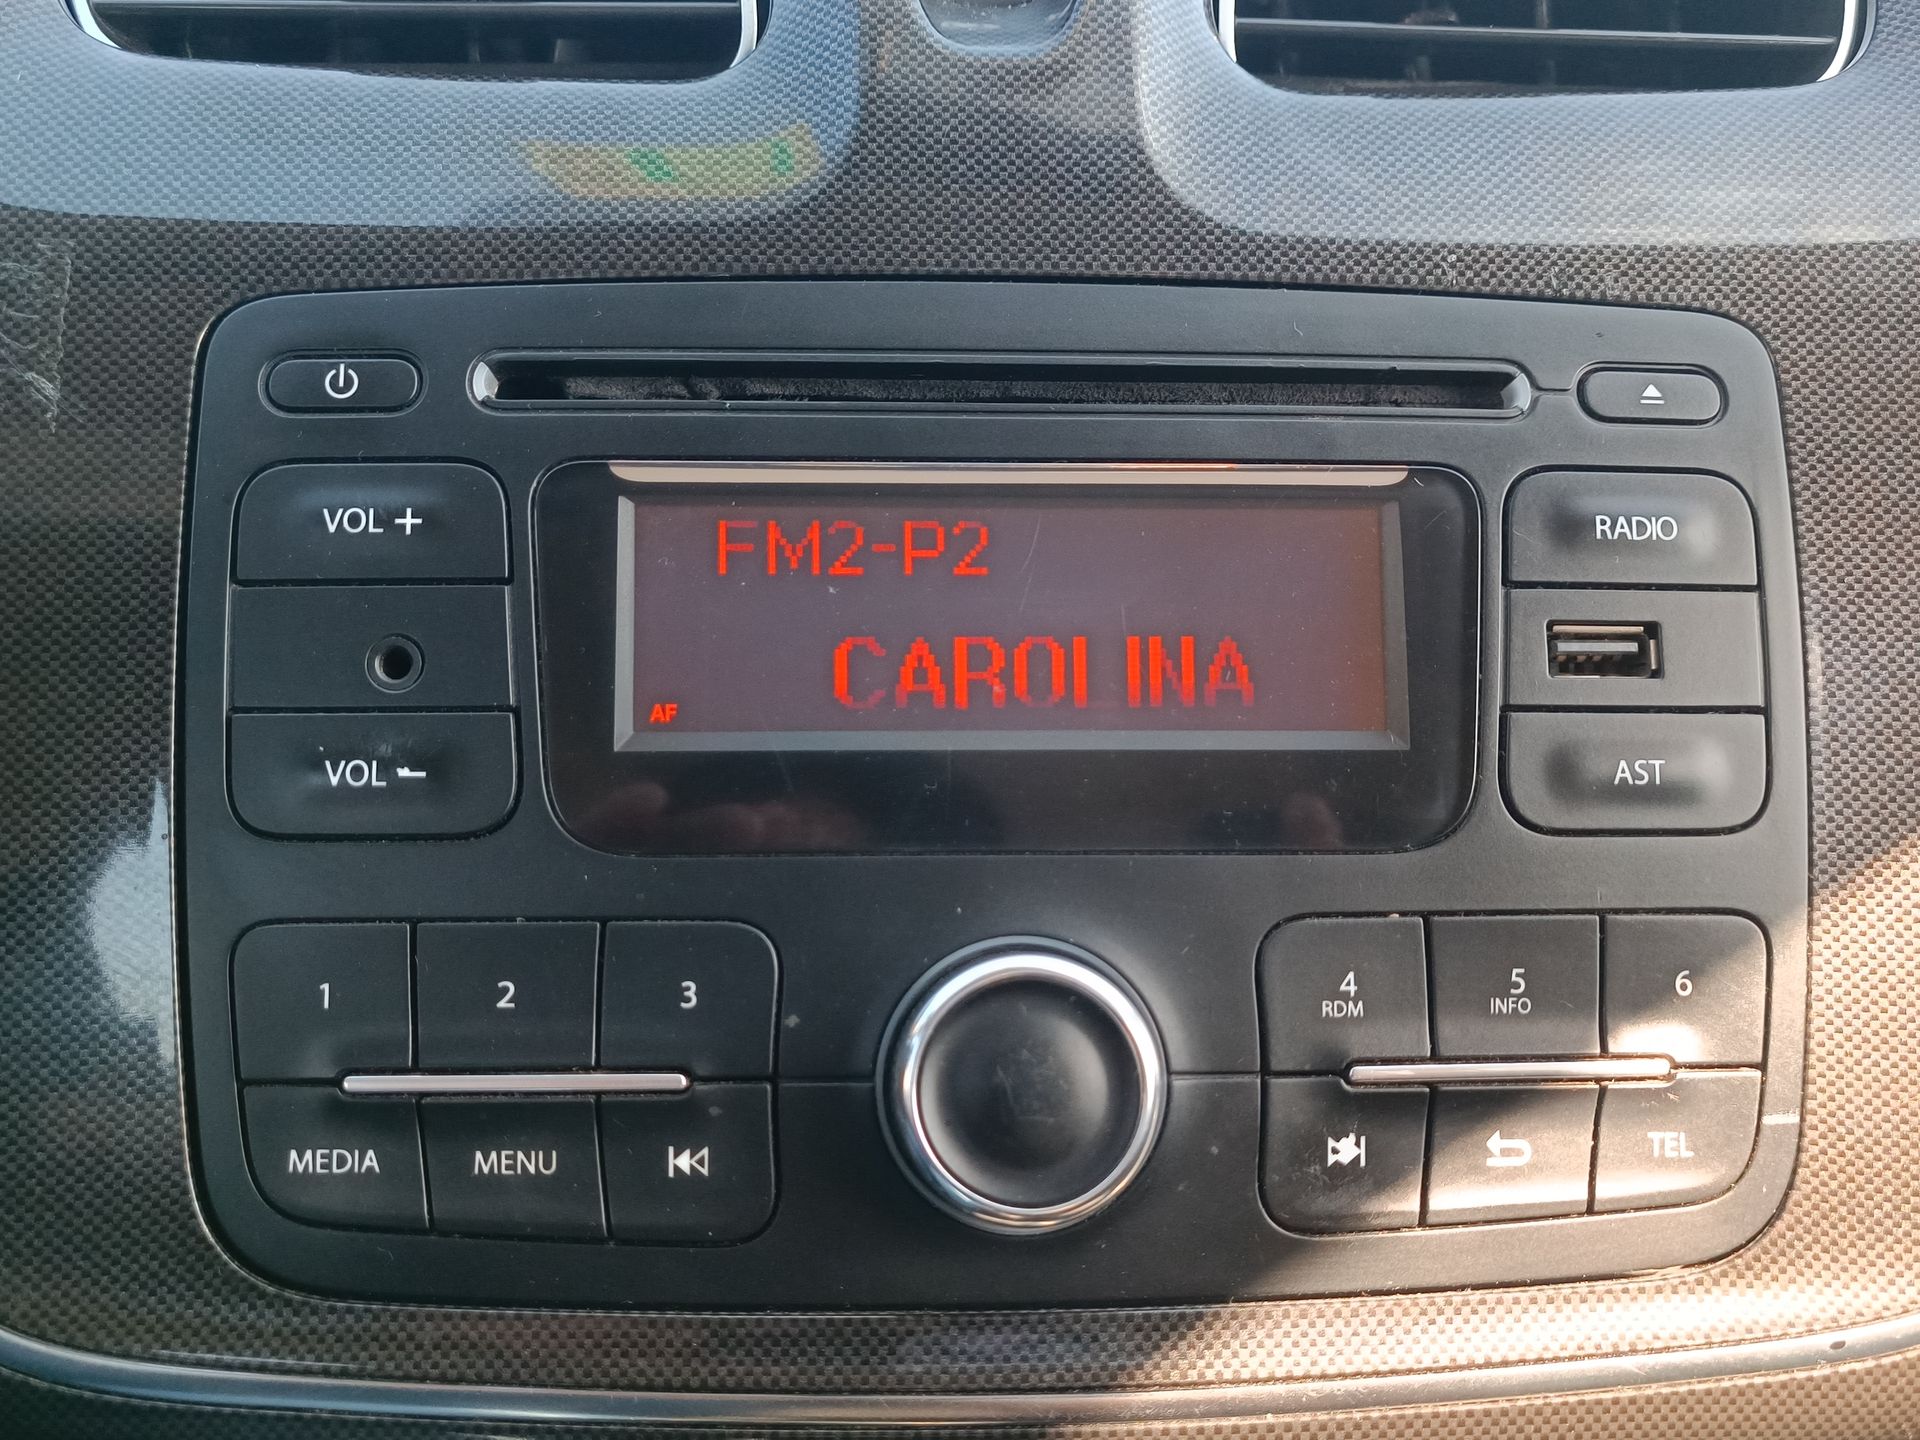 VOL +
FM2-P2
RADIO
CAROLINA
AF
VOL -
AST
1
2
3
4
RDM
5
INFO
6
MEDIA
MENU
TEL